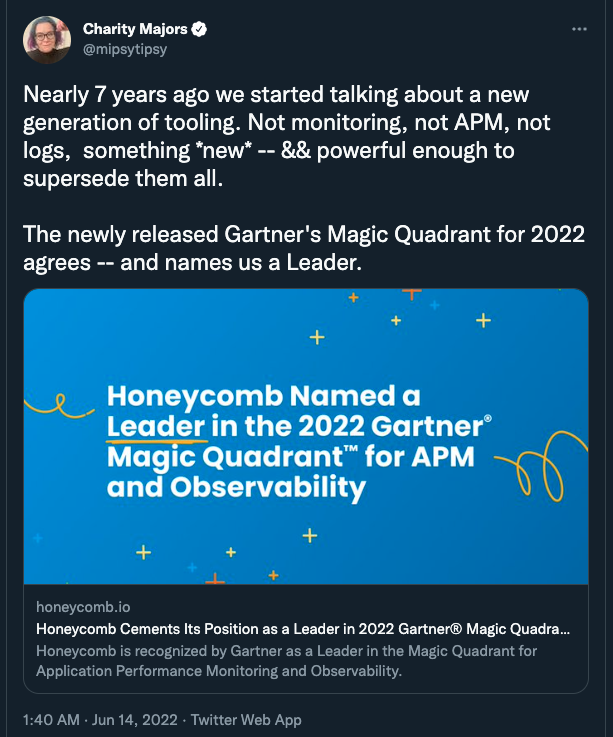 Charity Majors
@mipsytipsy
Nearly 7 years ago we started talking about a new
generation of tooling. Not monitoring, not APM, not
logs,  something *new* -- && powerful enough to
supersede them all.
The newly released Gartner's Magic Quadrant for 2022
agrees -- and names us a Leader.
Honeycomb Named a
Leader in the 2022 Gartner®
Magic Quadrant™ for APM
and Observability
honeycomb.io
Honeycomb Cements Its Position as a Leader in 2022 Gartner® Magic Quadra...
Honeycomb is recognized by Gartner as a Leader in the Magic Quadrant for
Application Performance Monitoring and Observability.
1:40 AM · Jun 14, 2022 · Twitter Web App